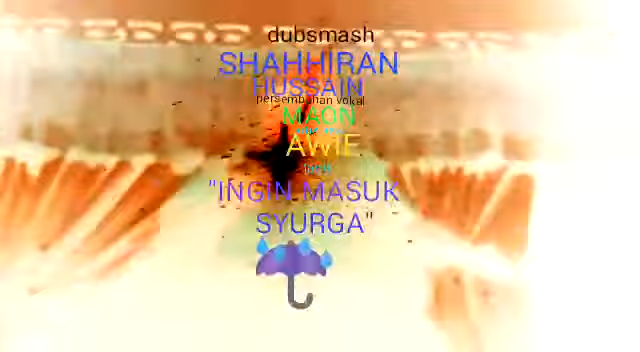 dubsmash
SHAHHIRAN
HUSSAIN
persembahan vokal
MAON
AWIE
"INGIN MASUK
SYURGA"